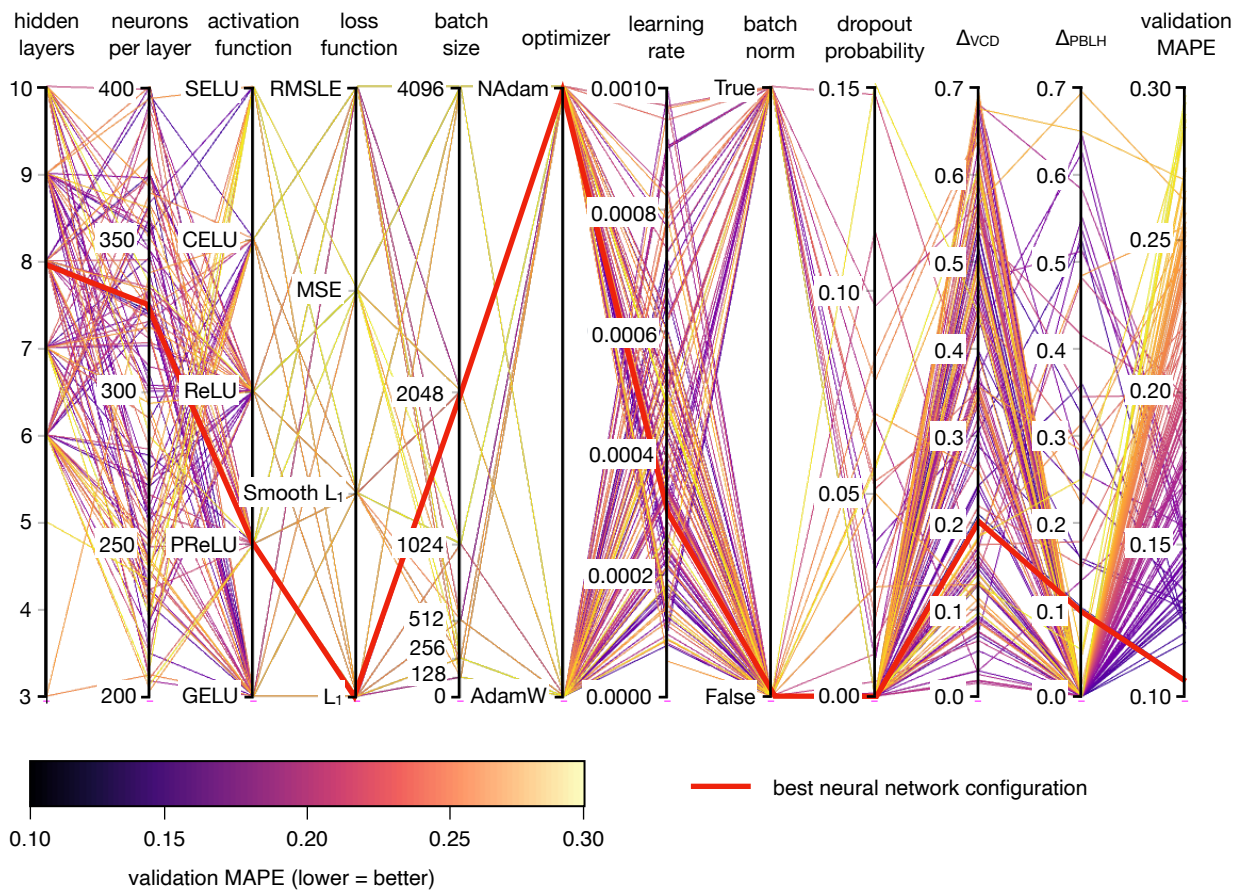 hidden layers
neurons per layer
activation function
loss function
batch size
optimizer
learning rate
batch norm
dropout probability
ΔVCD
ΔPBLH
validation MAPE
10
9
8
7
6
5
4
3
400
350
300
250
200
SELU
CELU
ReLU
PReLU
GELU
RMSLE
MSE
Smooth L₁
L₁
4096
2048
1024
512
256
128
0
NAdam
AdamW
0.0010
0.0008
0.0006
0.0004
0.0002
0.0000
True
False
0.15
0.10
0.05
0.00
0.7
0.6
0.5
0.4
0.3
0.2
0.1
0.0
0.7
0.6
0.5
0.4
0.3
0.2
0.1
0.0
0.30
0.25
0.20
0.15
0.10
0.10 0.15 0.20 0.25 0.30
validation MAPE (lower = better)
best neural network configuration